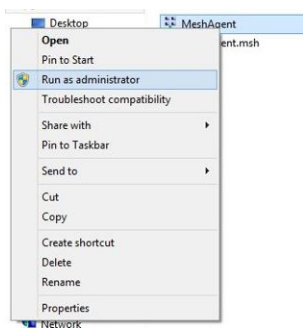 Desktop
MeshAgent
ent.msh
Open
Pin to Start
Run as administrator
Troubleshoot compatibility
Share with
Pin to Taskbar
Send to
Cut
Copy
Create shortcut
Delete
Rename
Properties
Network